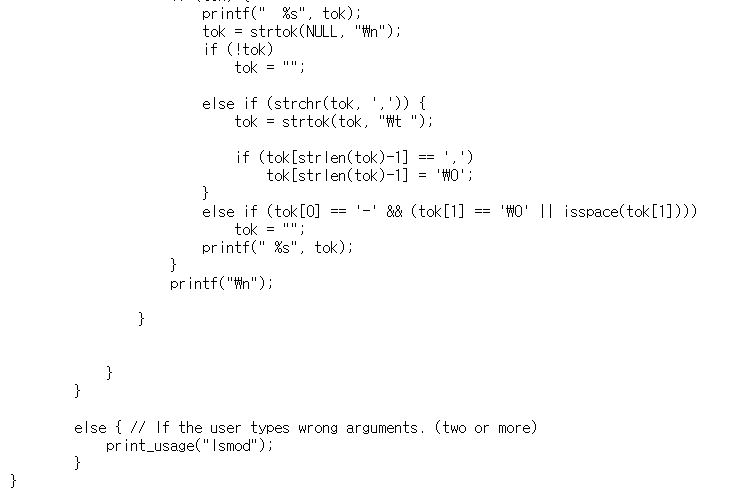 printf("  %s", tok);
tok = strtok(NULL, "₩n");
if (!tok)
tok = "";
else if (strchr(tok, ',')) {
tok = strtok(tok, "₩t ");
if (tok[strlen(tok)-1] == ',')
tok[strlen(tok)-1] = '₩0';
}
else if (tok[0] == '-' && (tok[1] == '₩0' || isspace(tok[1])))
tok = "";
printf(" %s", tok);
}
printf("₩n");
}
}
}
else { // If the user types wrong arguments. (two or more)
print_usage("lsmod");
}
}